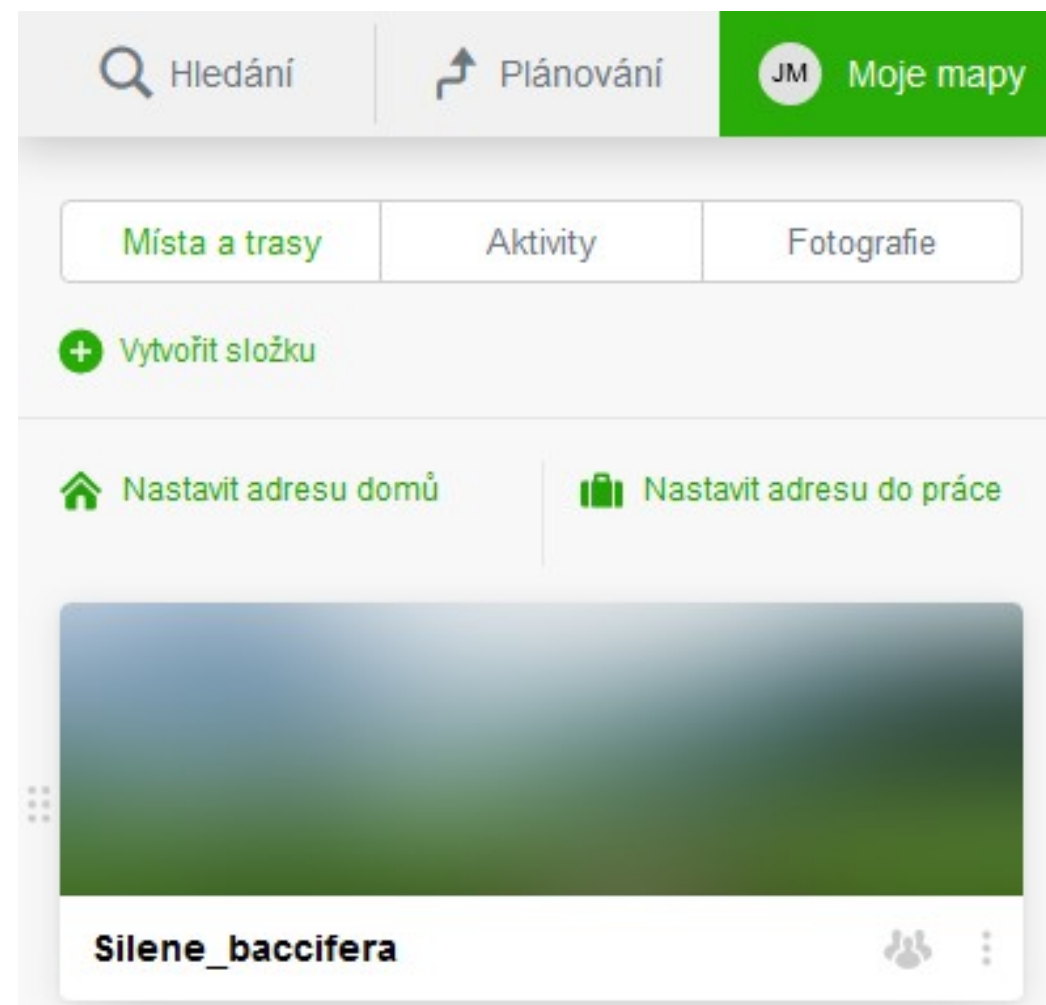 Hledání Plánování JM Moje mapy
Místa a trasy Aktivity Fotografie
Vytvořit složku
Nastavit adresu domů Nastavit adresu do práce
Silene_baccifera